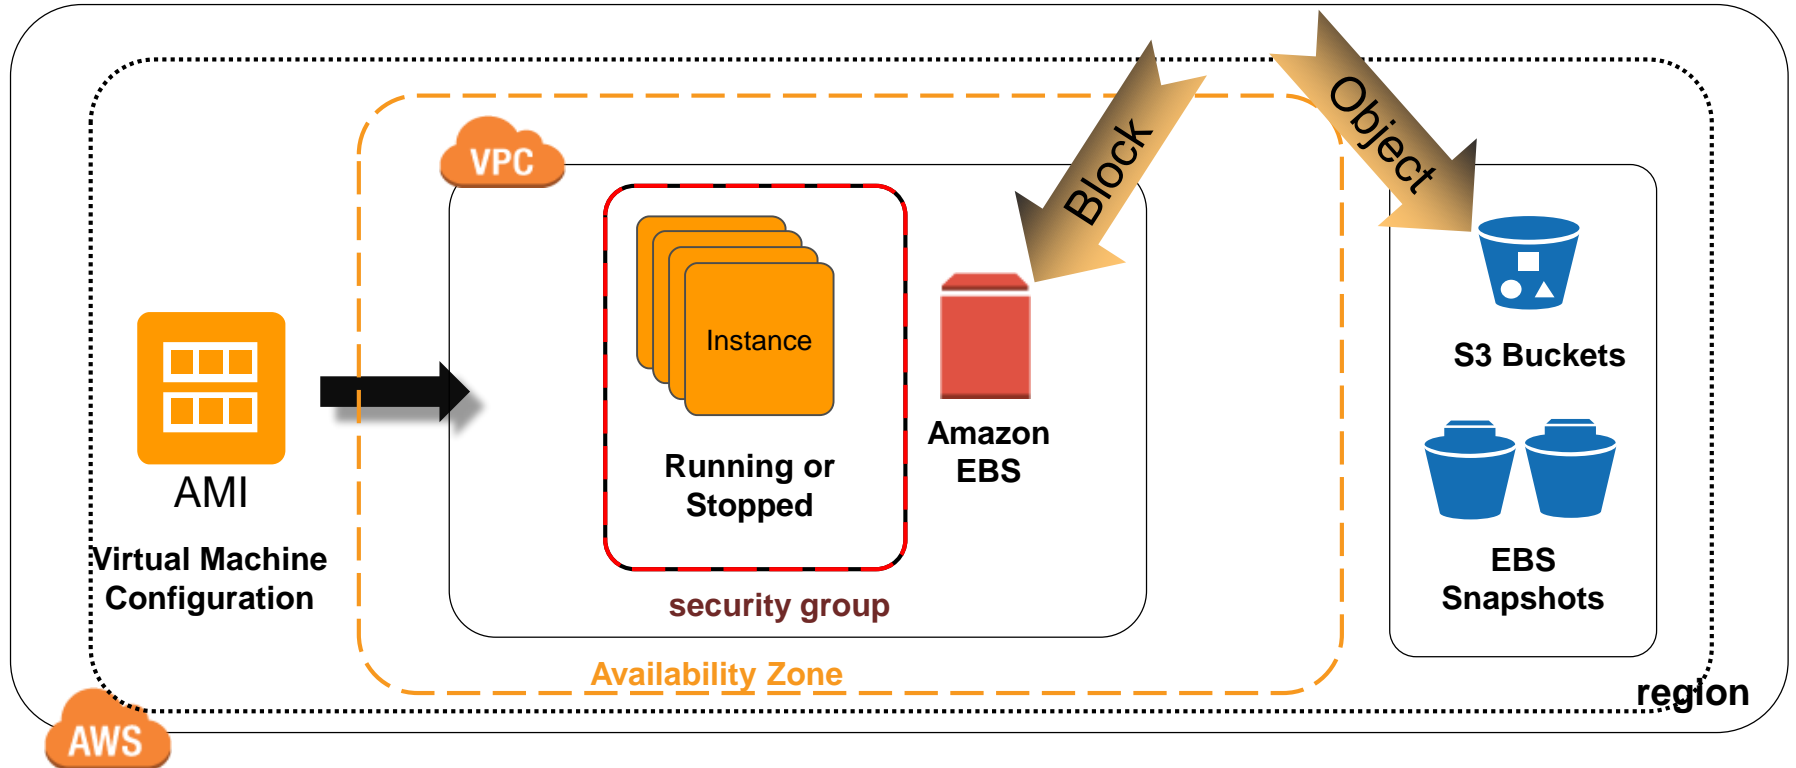 Block
Object
VPC
Instance
S3 Buckets
Amazon
EBS
Running or
Stopped
AMI
Virtual Machine
Configuration
EBS
Snapshots
security group
Availability Zone
region
AWS